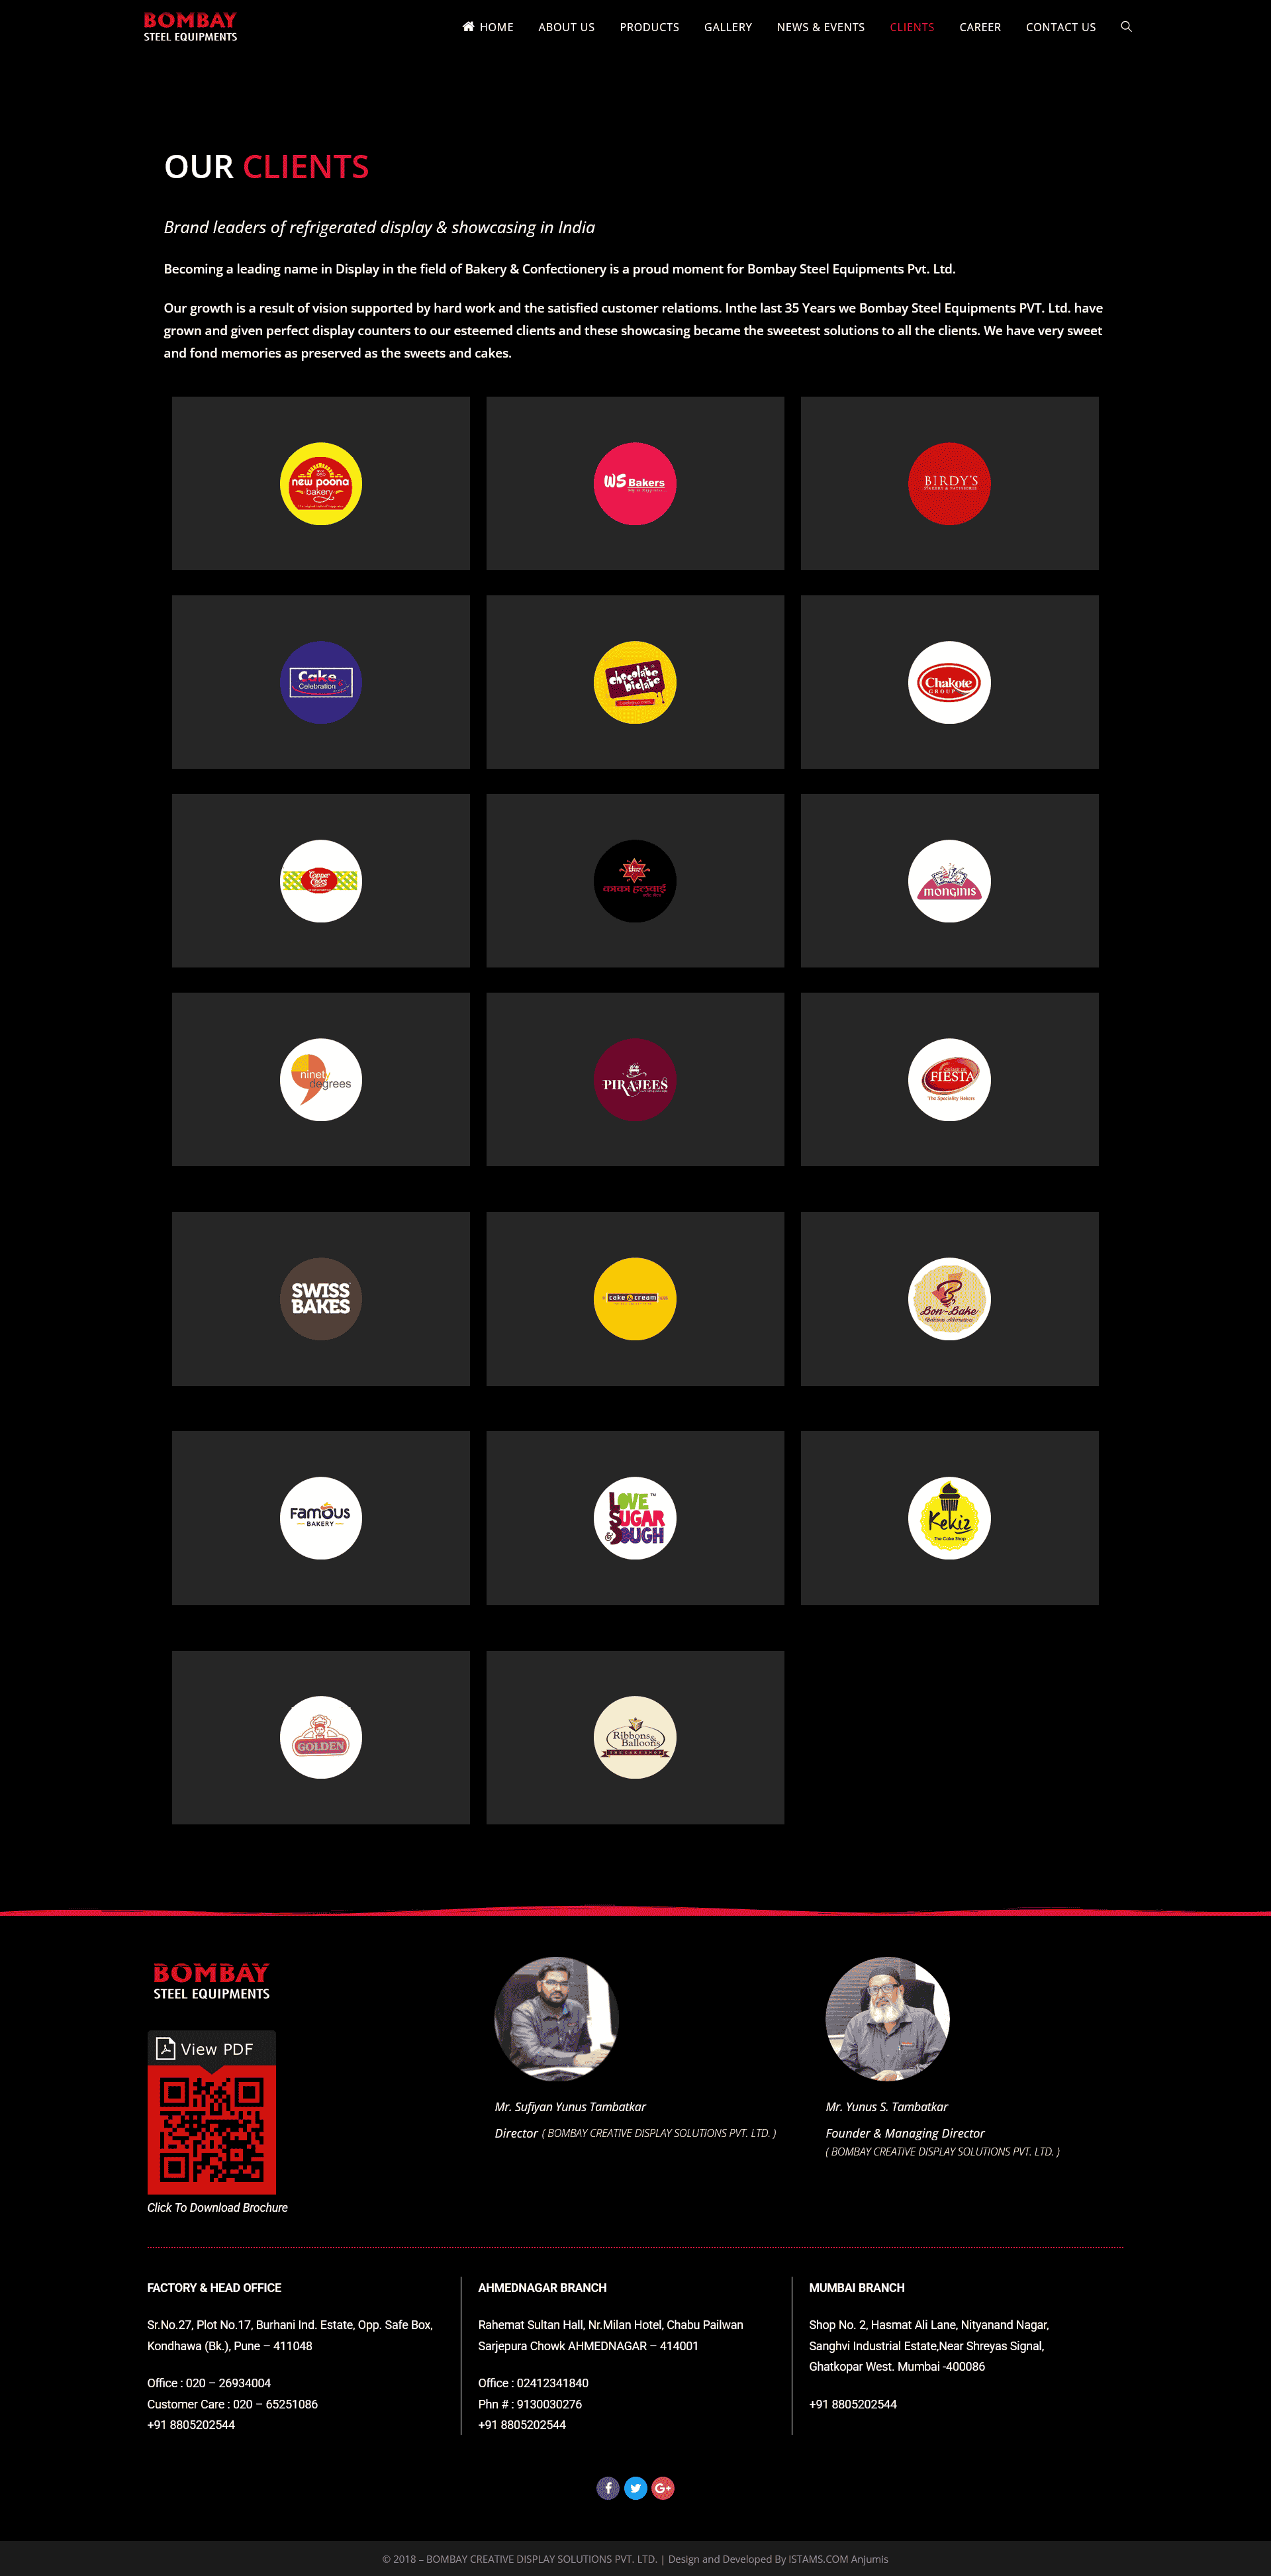 BOMBAY
STEEL EQUIPMENTS
HOME ABOUT US PRODUCTS GALLERY NEWS & EVENTS CLIENTS CAREER CONTACT US
OUR CLIENTS
Brand leaders of refrigerated display & showcasing in India
Becoming a leading name in Display in the field of Bakery & Confectionery is a proud moment for Bombay Steel Equipments Pvt. Ltd.
Our growth is a result of vision supported by hard work and the satisfied customer relatioms. Inthe last 35 Years we Bombay Steel Equipments PVT. Ltd. have
grown and given perfect display counters to our esteemed clients and these showcasing became the sweetest solutions to all the clients. We have very sweet
and fond memories as preserved as the sweets and cakes.
new poona
bakery
WS Bakers
BIRDY'S
BAKERY & PATISSERIE
Cake
Celebration
chocolate
Chakote
GROUP
काका हलवाई
MONGINIS
ninety
degrees
PIRAJEES
FIESTA
The Speciality Bakers
SWISS
BAKES
cake & cream
Bon-Bake
Delicious Alternatives
FAMOUS
BAKERY
LOVE
SUGAR
& DOUGH
TM
Kekiz
The Cake Shop
GOLDEN
Ribbons &
Balloons
THE CAKE SHOP
BOMBAY
STEEL EQUIPMENTS
View PDF
Click To Download Brochure
Mr. Sufiyan Yunus Tambatkar
Director ( BOMBAY CREATIVE DISPLAY SOLUTIONS PVT. LTD. )
Mr. Yunus S. Tambatkar
Founder & Managing Director
( BOMBAY CREATIVE DISPLAY SOLUTIONS PVT. LTD. )
FACTORY & HEAD OFFICE
Sr.No.27, Plot No.17, Burhani Ind. Estate, Opp. Safe Box,
Kondhawa (Bk.), Pune – 411048
Office : 020 – 26934004
Customer Care : 020 – 65251086
+91 8805202544
AHMEDNAGAR BRANCH
Rahemat Sultan Hall, Nr.Milan Hotel, Chabu Pailwan
Sarjepura Chowk AHMEDNAGAR – 414001
Office : 02412341840
Phn # : 9130030276
+91 8805202544
MUMBAI BRANCH
Shop No. 2, Hasmat Ali Lane, Nityanand Nagar,
Sanghvi Industrial Estate,Near Shreyas Signal,
Ghatkopar West. Mumbai -400086
+91 8805202544
© 2018 – BOMBAY CREATIVE DISPLAY SOLUTIONS PVT. LTD. | Design and Developed By ISTAMS.COM Anjumis